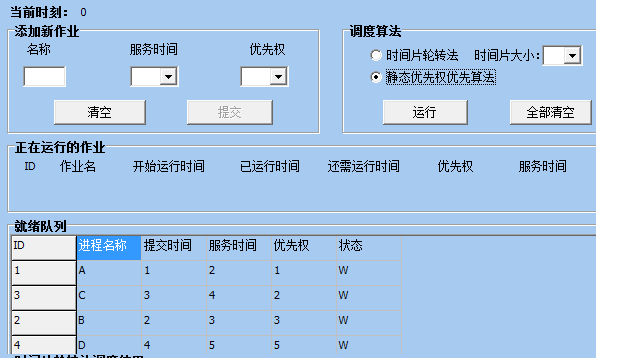 当前时刻： 0
添加新作业
名称 服务时间 优先权
清空 提交
调度算法
时间片轮转法 时间片大小:
静态优先权优先算法
运行 全部清空
正在运行的作业
ID 作业名 开始运行时间 已运行时间 还需运行时间 优先权 服务时间
就绪队列
ID 进程名称 提交时间 服务时间 优先权 状态
1 A 1 2 1 W
3 C 3 4 2 W
2 B 2 3 3 W
4 D 4 5 5 W